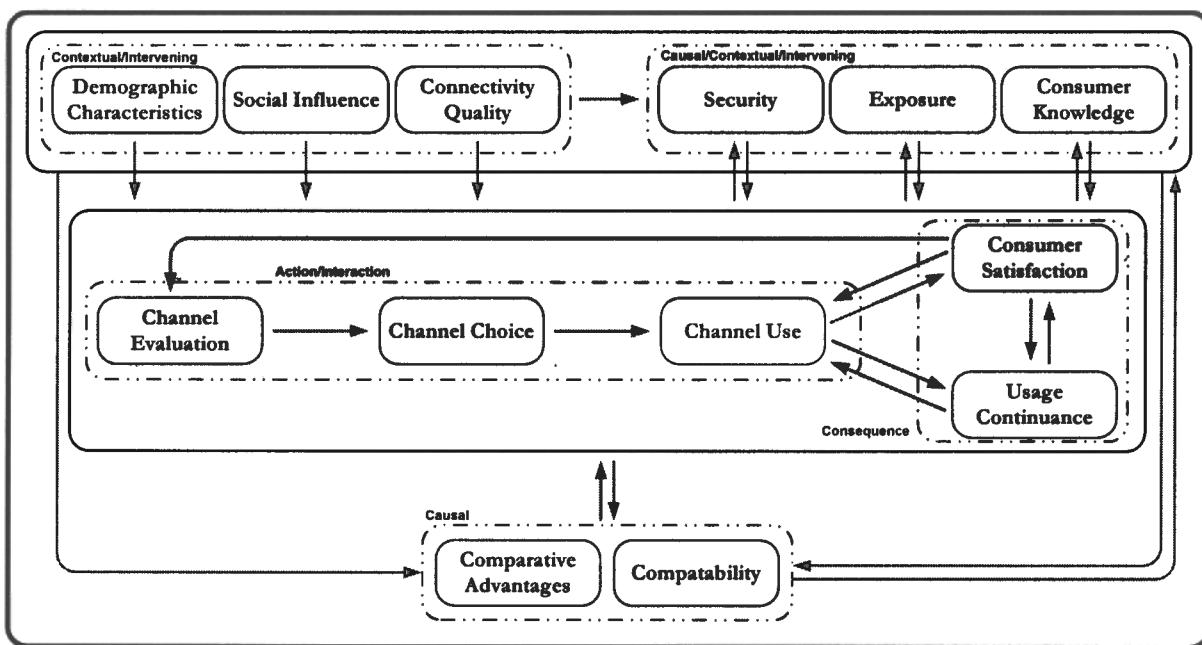 Contextual/Intervening
Demographic
Characteristics
Social Influence
Connectivity
Quality
Causal/Contextual/Intervening
Security
Exposure
Consumer
Knowledge
Consumer
Satisfaction
Action/Interaction
Channel
Evaluation
Channel Choice
Channel Use
Usage
Continuance
Consequence
Causal
Comparative
Advantages
Compatability